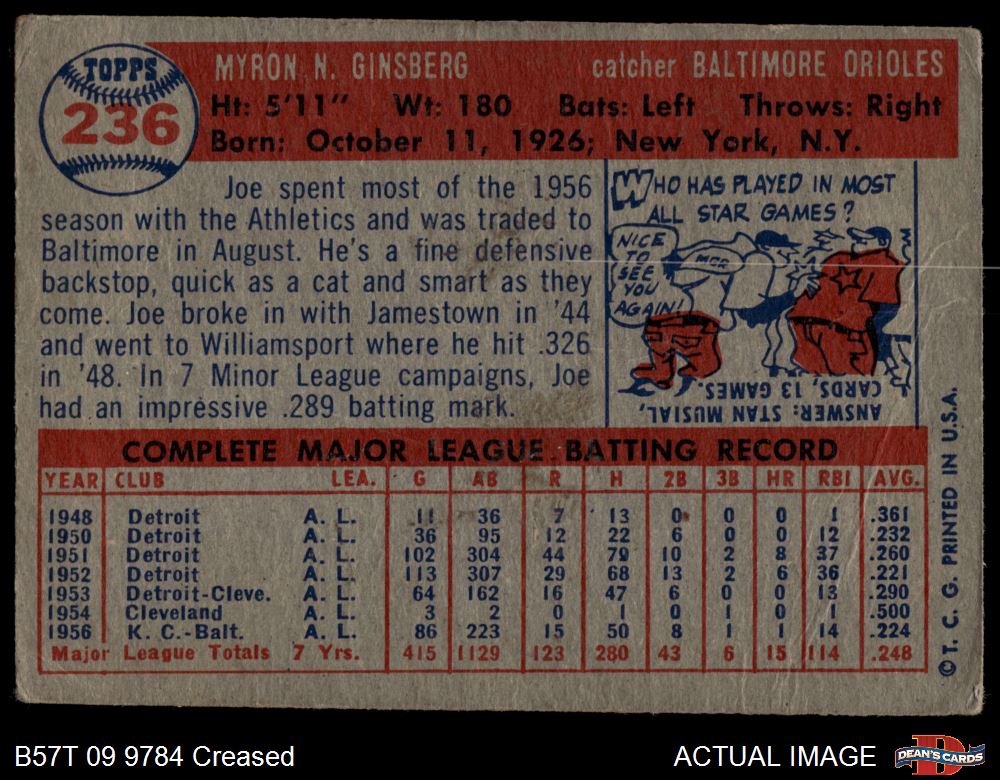 TOPPS
236
MYRON N. GINSBERG catcher BALTIMORE ORIOLES
Ht: 5'11" Wt: 180 Bats: Left Throws: Right
Born: October 11, 1926; New York, N.Y.
Joe spent most of the 1956
season with the Athletics and was traded to
Baltimore in August. He's a fine defensive
backstop, quick as a cat and smart as they
come. Joe broke in with Jamestown in '44
and went to Williamsport where he hit .326
in '48. In 7 Minor League campaigns, Joe
had an impressive .289 batting mark.
WHO HAS PLAYED IN MOST
ALL STAR GAMES?
NICE
TO
SEE
YOU
AGAIN!
MGR
ANSWER: STAN MUSIAL,
CARDS, 13 GAMES.
COMPLETE MAJOR LEAGUE BATTING RECORD
YEAR CLUB LEA. G AB R H 2B 3B HR RBI AVG.
1948 Detroit A. L. 11 36 7 13 0 0 0 1 .361
1950 Detroit A. L. 36 95 12 22 6 0 0 12 .232
1951 Detroit A. L. 102 304 44 79 10 2 8 37 .260
1952 Detroit A. L. 113 307 29 68 13 2 6 36 .221
1953 Detroit-Cleve. A. L. 64 162 16 47 6 0 0 13 .290
1954 Cleveland A. L. 3 2 0 1 0 1 0 1 .500
1956 K. C.-Balt. A. L. 86 223 15 50 8 1 1 14 .224
Major League Totals 7 Yrs. 415 1129 123 280 43 6 15 114 .248
©T. C. G. PRINTED IN U.S.A.
B57T 09 9784 Creased
ACTUAL IMAGE
DEAN'S CARDS